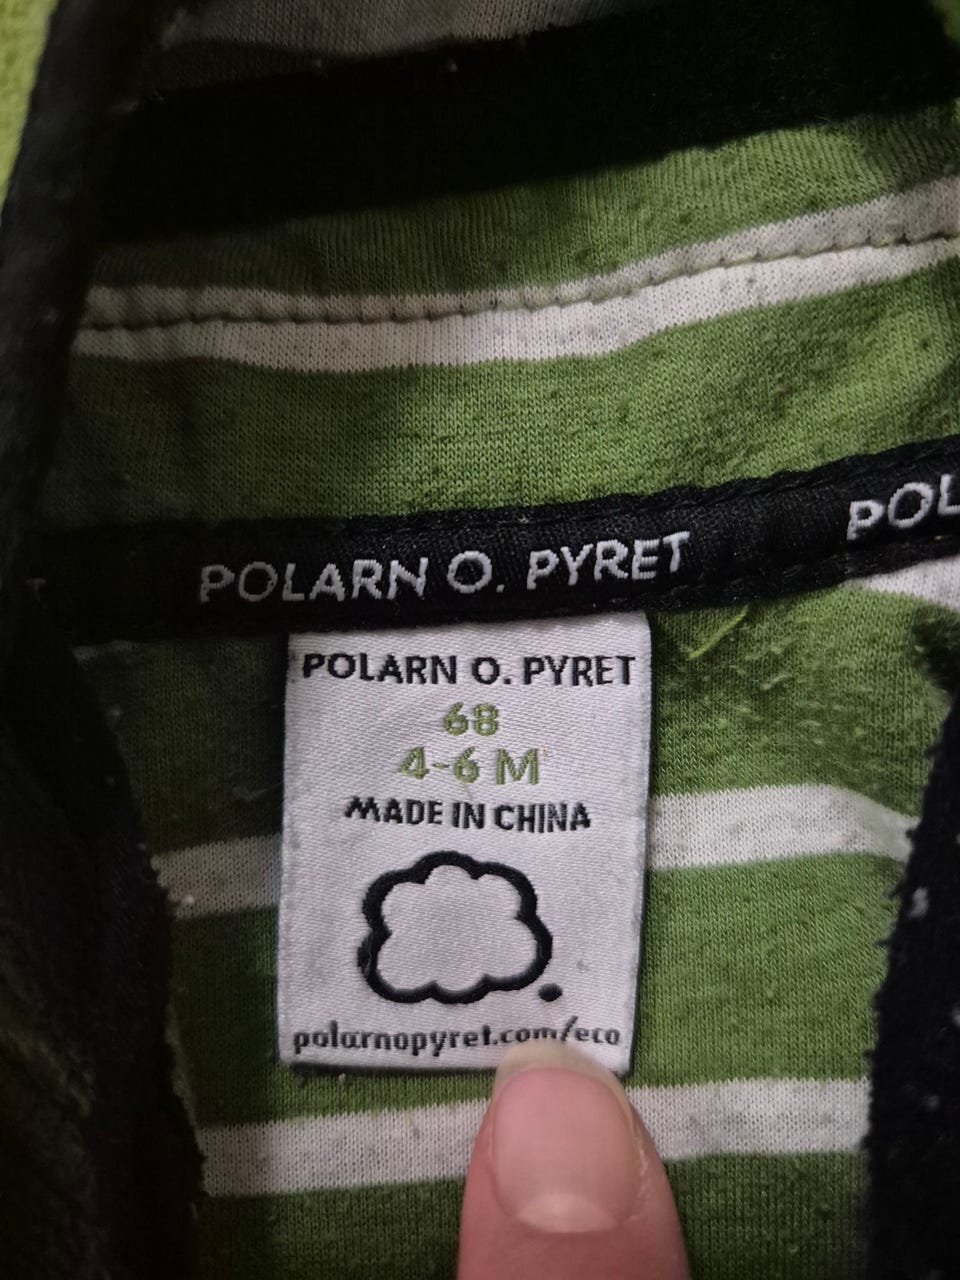 POL
POLARN O. PYRET
T
POLARN O. PYRET
68
4-6 M
MADE IN CHINA
polarnopyret.com/eco